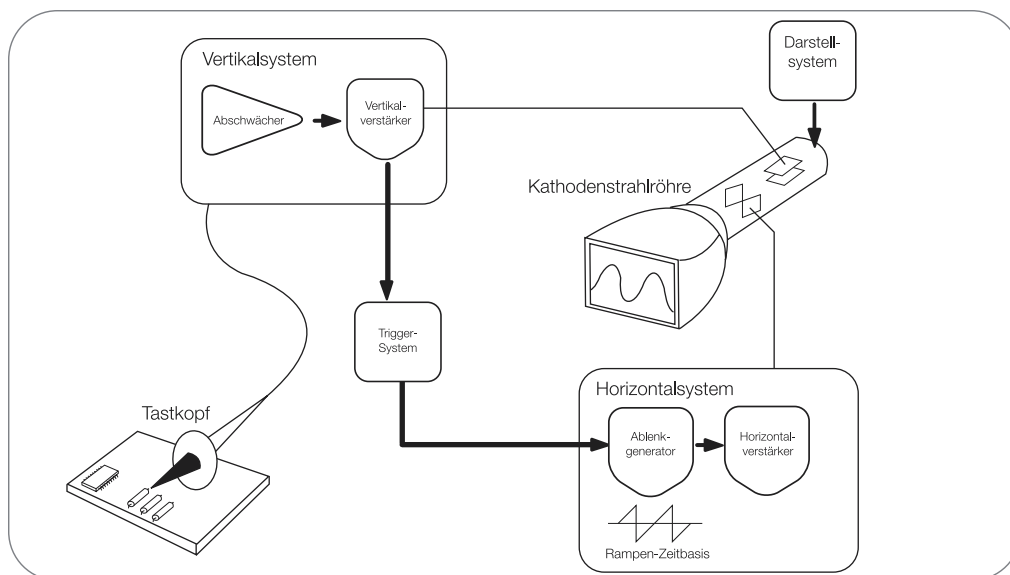 Vertikalsystem
Abschwächer
Vertikal-
verstärker
Darstell-
system
Kathodenstrahlröhre
Trigger-
System
Tastkopf
Horizontalsystem
Ablenk-
generator
Horizontal-
verstärker
Rampen-Zeitbasis